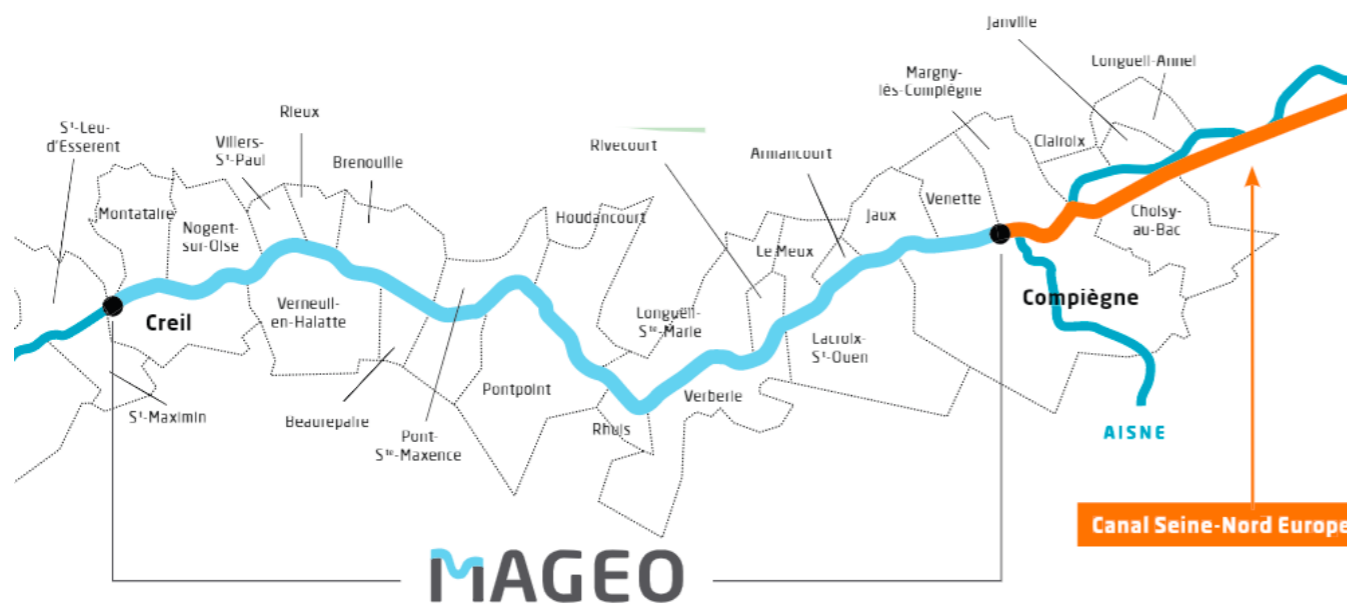 Janville
Longueil-Annel
Margny-
lès-Compiègne
Clairoix
Rieux
Sᵗ-Leu-
d'Esserent
Villers-
Sᵗ-Paul
Brenouille
Rivecourt
Armancourt
Montataire
Nogent-
sur-Oise
Houdancourt
Jaux
Venette
Choisy-
au-Bac
Le Meux
Creil
Verneuil-
en-Halatte
Longueil-
Sᵗᵉ-Marie
Lacroix-
Sᵗ-Ouen
Compiègne
Pontpoint
Verberie
Sᵗ-Maximin
Beaurepaire
Pont-
Sᵗᵉ-Maxence
Rhuis
AISNE
Canal Seine-Nord Europe
MAGEO